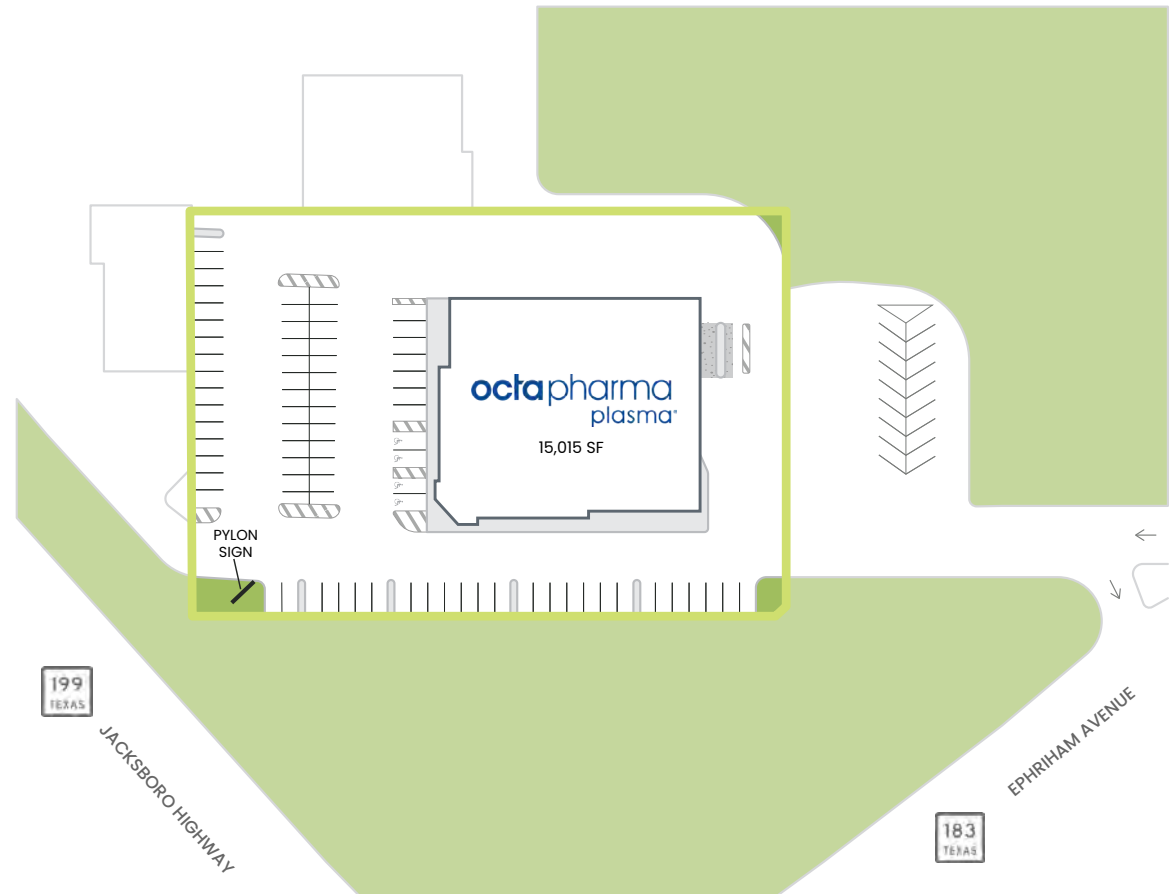 octapharma
plasma®
15,015 SF
PYLON
SIGN
199
TEXAS
JACKSBORO HIGHWAY
EPHRIHAM AVENUE
183
TEXAS